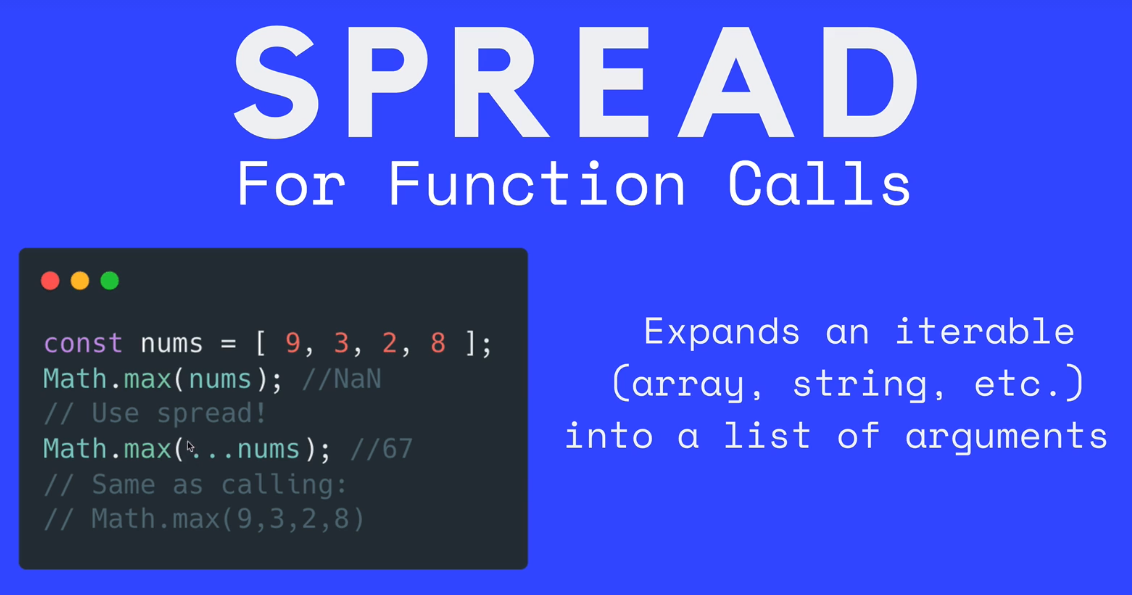 SPREAD
For Function Calls
const nums = [ 9, 3, 2, 8 ];
Math.max(nums); //NaN
// Use spread!
Math.max(...nums); //67
// Same as calling:
// Math.max(9,3,2,8)
Expands an iterable
(array, string, etc.)
into a list of arguments